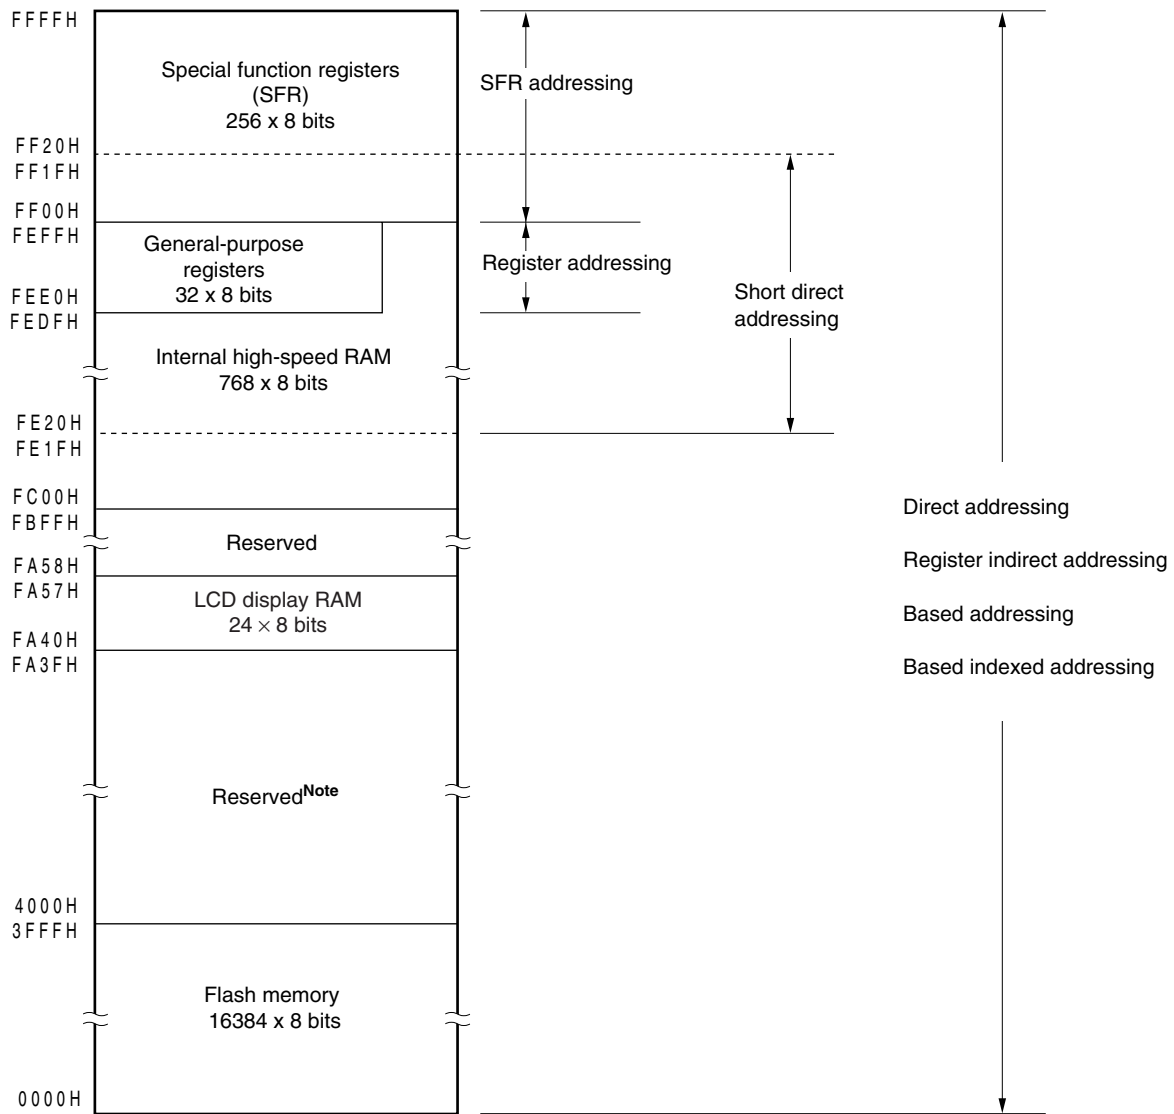 FFFFH
Special function registers
(SFR)
256 x 8 bits
SFR addressing
FF20H
FF1FH
FF00H
FEFFH
General-purpose
registers
32 x 8 bits
Register addressing
FEE0H
FEDFH
Short direct
addressing
Internal high-speed RAM
768 x 8 bits
FE20H
FE1FH
FC00H
FBFFH
Reserved
FA58H
FA57H
LCD display RAM
24 × 8 bits
FA40H
FA3FH
Direct addressing
Register indirect addressing
Based addressing
Based indexed addressing
ReservedNote
4000H
3FFFH
Flash memory
16384 x 8 bits
0000H